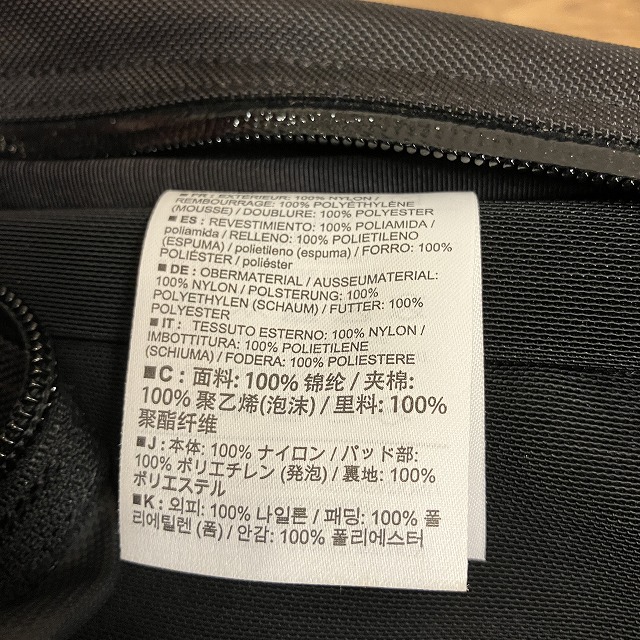 ■ FR : EXTÉRIEUR: 100% NYLON /
REMBOURRAGE: 100% POLYÉTHYLÈNE
(MOUSSE) / DOUBLURE: 100% POLYESTER
■ ES : REVESTIMIENTO: 100% POLIAMIDA /
poliamida / RELLENO: 100% POLIETILENO
(ESPUMA) / polietileno (espuma) / FORRO: 100%
POLIÉSTER / poliéster
■ DE : OBERMATERIAL / AUSSEUMATERIAL:
100% NYLON / POLSTERUNG: 100%
POLYETHYLEN (SCHAUM) / FUTTER: 100%
POLYESTER
■ IT : TESSUTO ESTERNO: 100% NYLON /
IMBOTTITURA: 100% POLIETILENE
(SCHIUMA) / FODERA: 100% POLIESTERE
■ C : 面料: 100% 锦纶 / 夹棉:
100% 聚乙烯(泡沫) / 里料: 100%
聚酯纤维
■ J : 本体: 100% ナイロン / パッド部:
100% ポリエチレン (発泡) / 裏地: 100%
ポリエステル
■ K : 외피: 100% 나일론 / 패딩: 100% 폴
리에틸렌 (폼) / 안감: 100% 폴리에스터